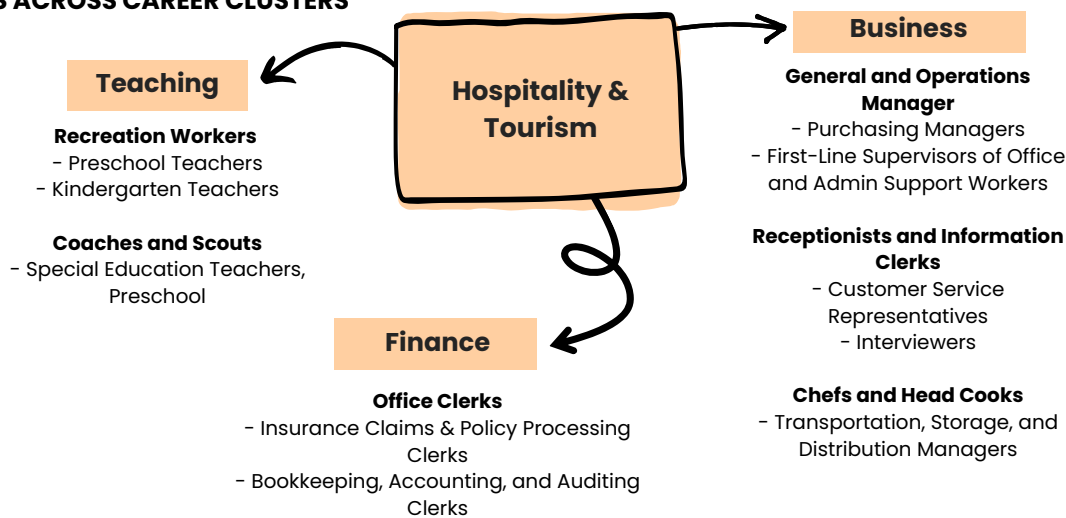 S ACROSS CAREER CLUSTERS
Hospitality &
Tourism
Teaching
Recreation Workers
- Preschool Teachers
- Kindergarten Teachers
Coaches and Scouts
- Special Education Teachers,
Preschool
Finance
Office Clerks
- Insurance Claims & Policy Processing
Clerks
- Bookkeeping, Accounting, and Auditing
Clerks
Business
General and Operations
Manager
- Purchasing Managers
- First-Line Supervisors of Office
and Admin Support Workers
Receptionists and Information
Clerks
- Customer Service
Representatives
- Interviewers
Chefs and Head Cooks
- Transportation, Storage, and
Distribution Managers